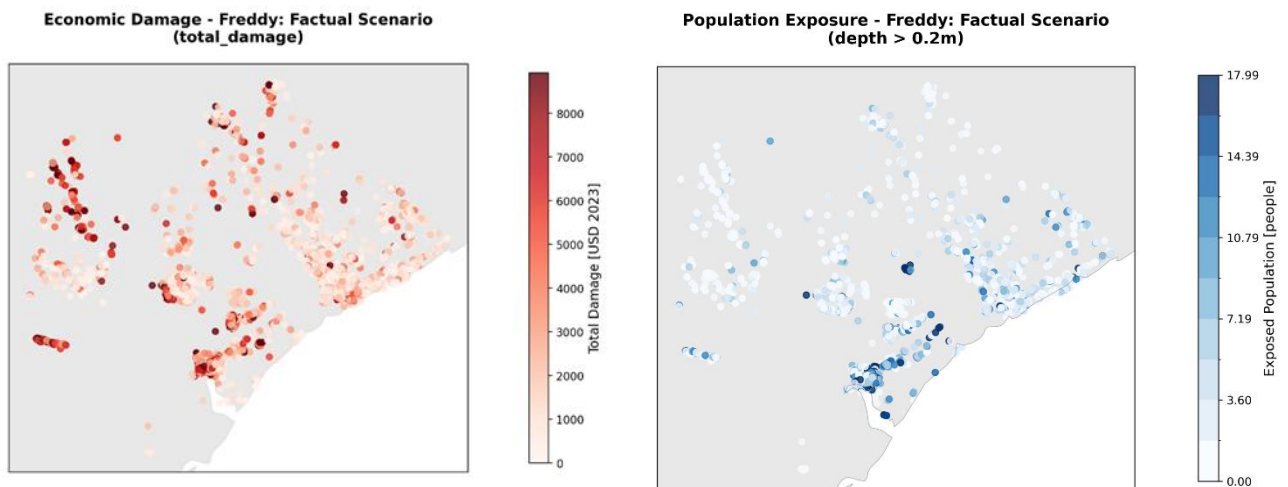 Economic Damage - Freddy: Factual Scenario
(total_damage)
8000
7000
6000
5000
4000
3000
2000
1000
0
Total Damage [USD 2023]
Population Exposure - Freddy: Factual Scenario
(depth > 0.2m)
17.99
14.39
10.79
7.19
3.60
0.00
Exposed Population [people]